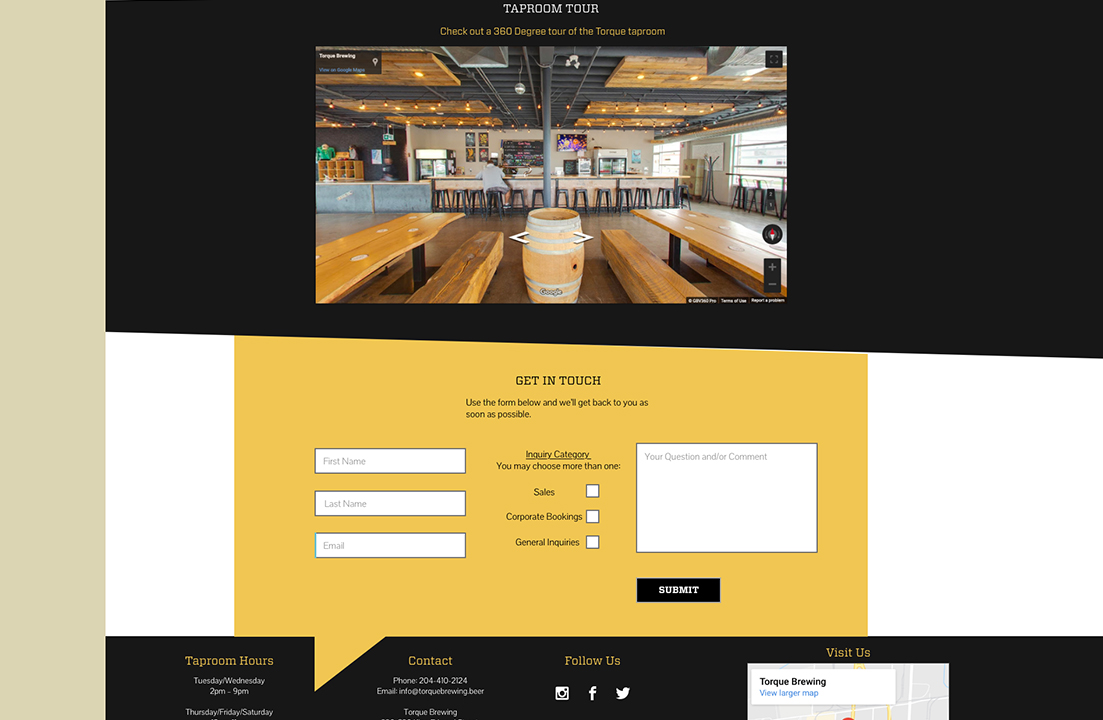 TAPROOM TOUR
Check out a 360 Degree tour of the Torque taproom
Torque Brewing
View on Google Maps
Google
© GBV360 Pro Terms of Use Report a problem
GET IN TOUCH
Use the form below and we'll get back to you as
soon as possible.
First Name
Last Name
Email
Inquiry Category
You may choose more than one:
Sales
Corporate Bookings
General Inquiries
Your Question and/or Comment
SUBMIT
Taproom Hours
Tuesday/Wednesday
2pm - 9pm
Thursday/Friday/Saturday
Contact
Phone: 204-410-2124
Email: info@torquebrewing.beer
Torque Brewing
Follow Us
Visit Us
Torque Brewing
View larger map